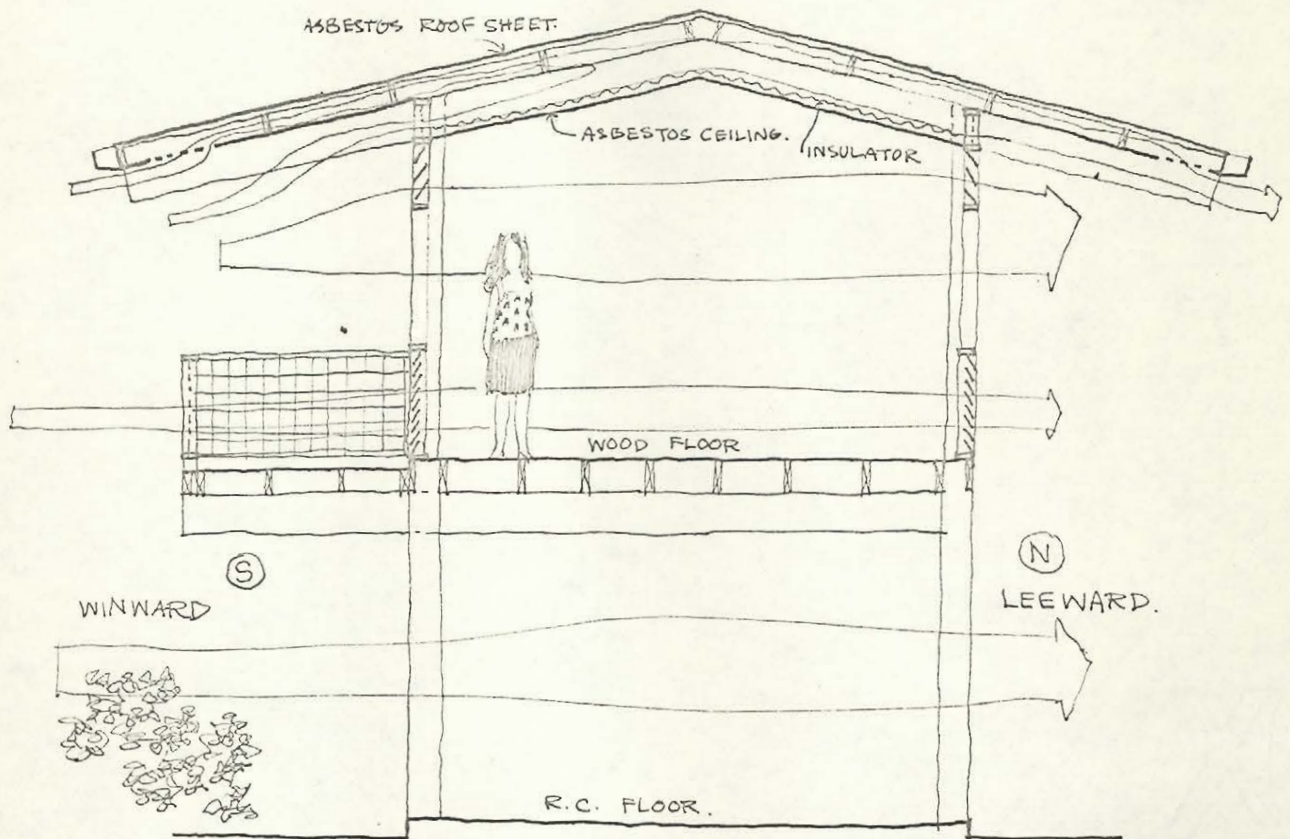 ASBESTOS ROOF SHEET.
ASBESTOS CEILING.
INSULATOR
WOOD FLOOR
S
N
WINWARD
LEEWARD.
R.C. FLOOR.